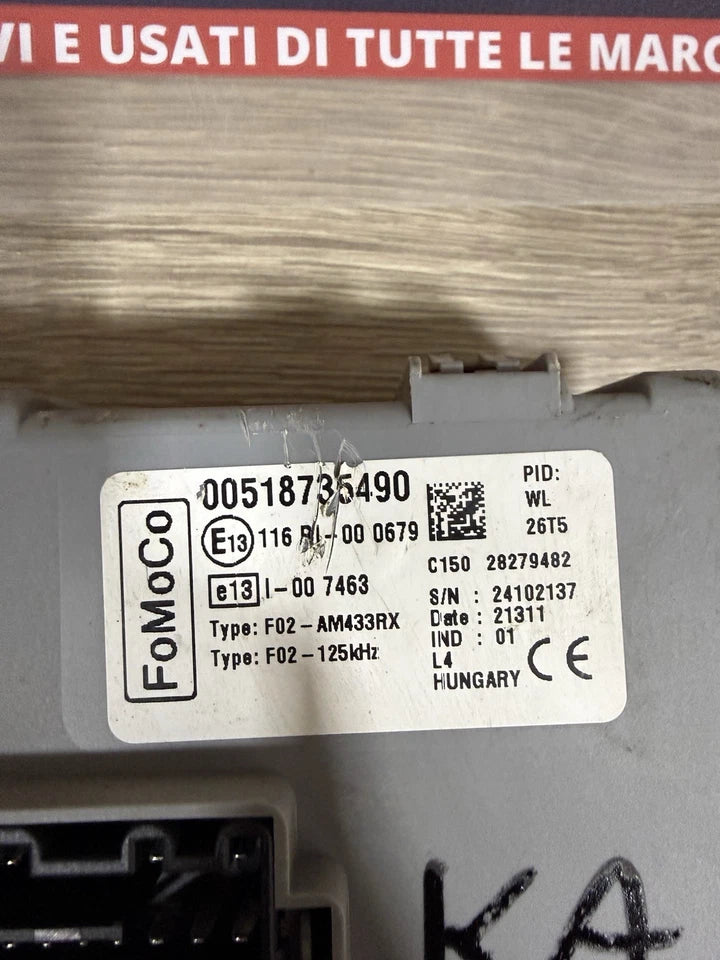 VI E USATI DI TUTTE LE MARC
FoMoCo
00518735490
E13 116 RI-00 0679
e13 I-00 7463
Type: F02-AM433RX
Type: F02-125kHz
PID:
WL
26T5
C150 28279482
S/N : 24102137
Date : 21311
IND : 01
L4
HUNGARY CE
KA